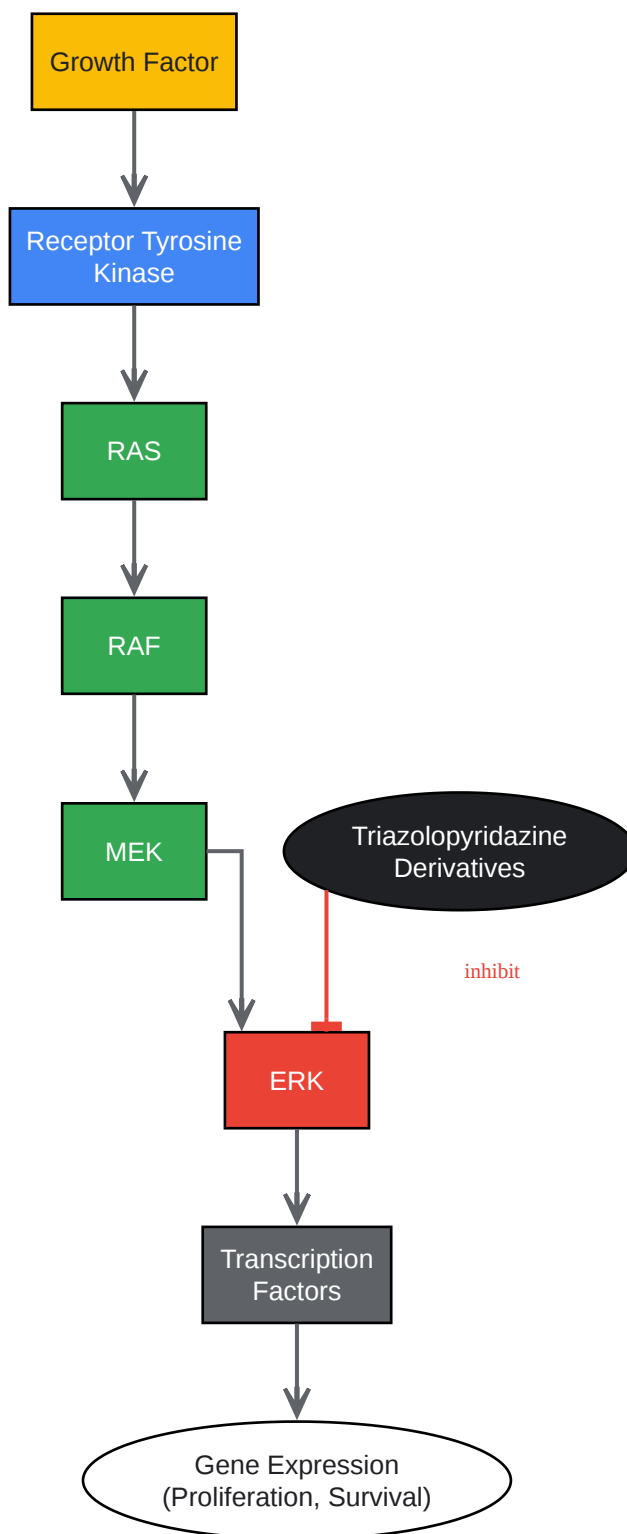 Growth Factor
Receptor Tyrosine
Kinase
RAS
RAF
MEK
Triazolopyridazine
Derivatives
inhibit
ERK
Transcription
Factors
Gene Expression
(Proliferation, Survival)